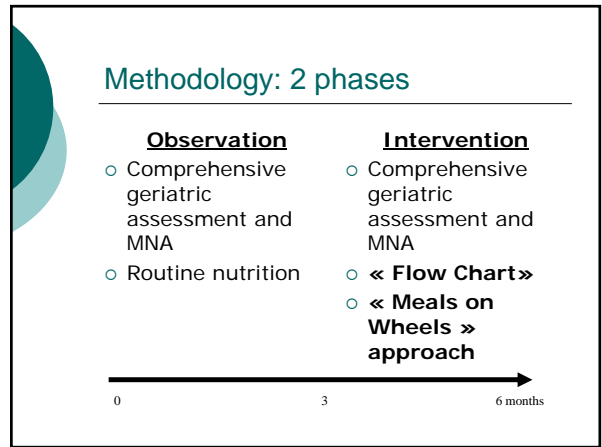 Methodology: 2 phases
Observation
○ Comprehensive
geriatric
assessment and
MNA
○ Routine nutrition
Intervention
○ Comprehensive
geriatric
assessment and
MNA
○ « Flow Chart»
○ « Meals on
Wheels »
approach
0 3 6 months